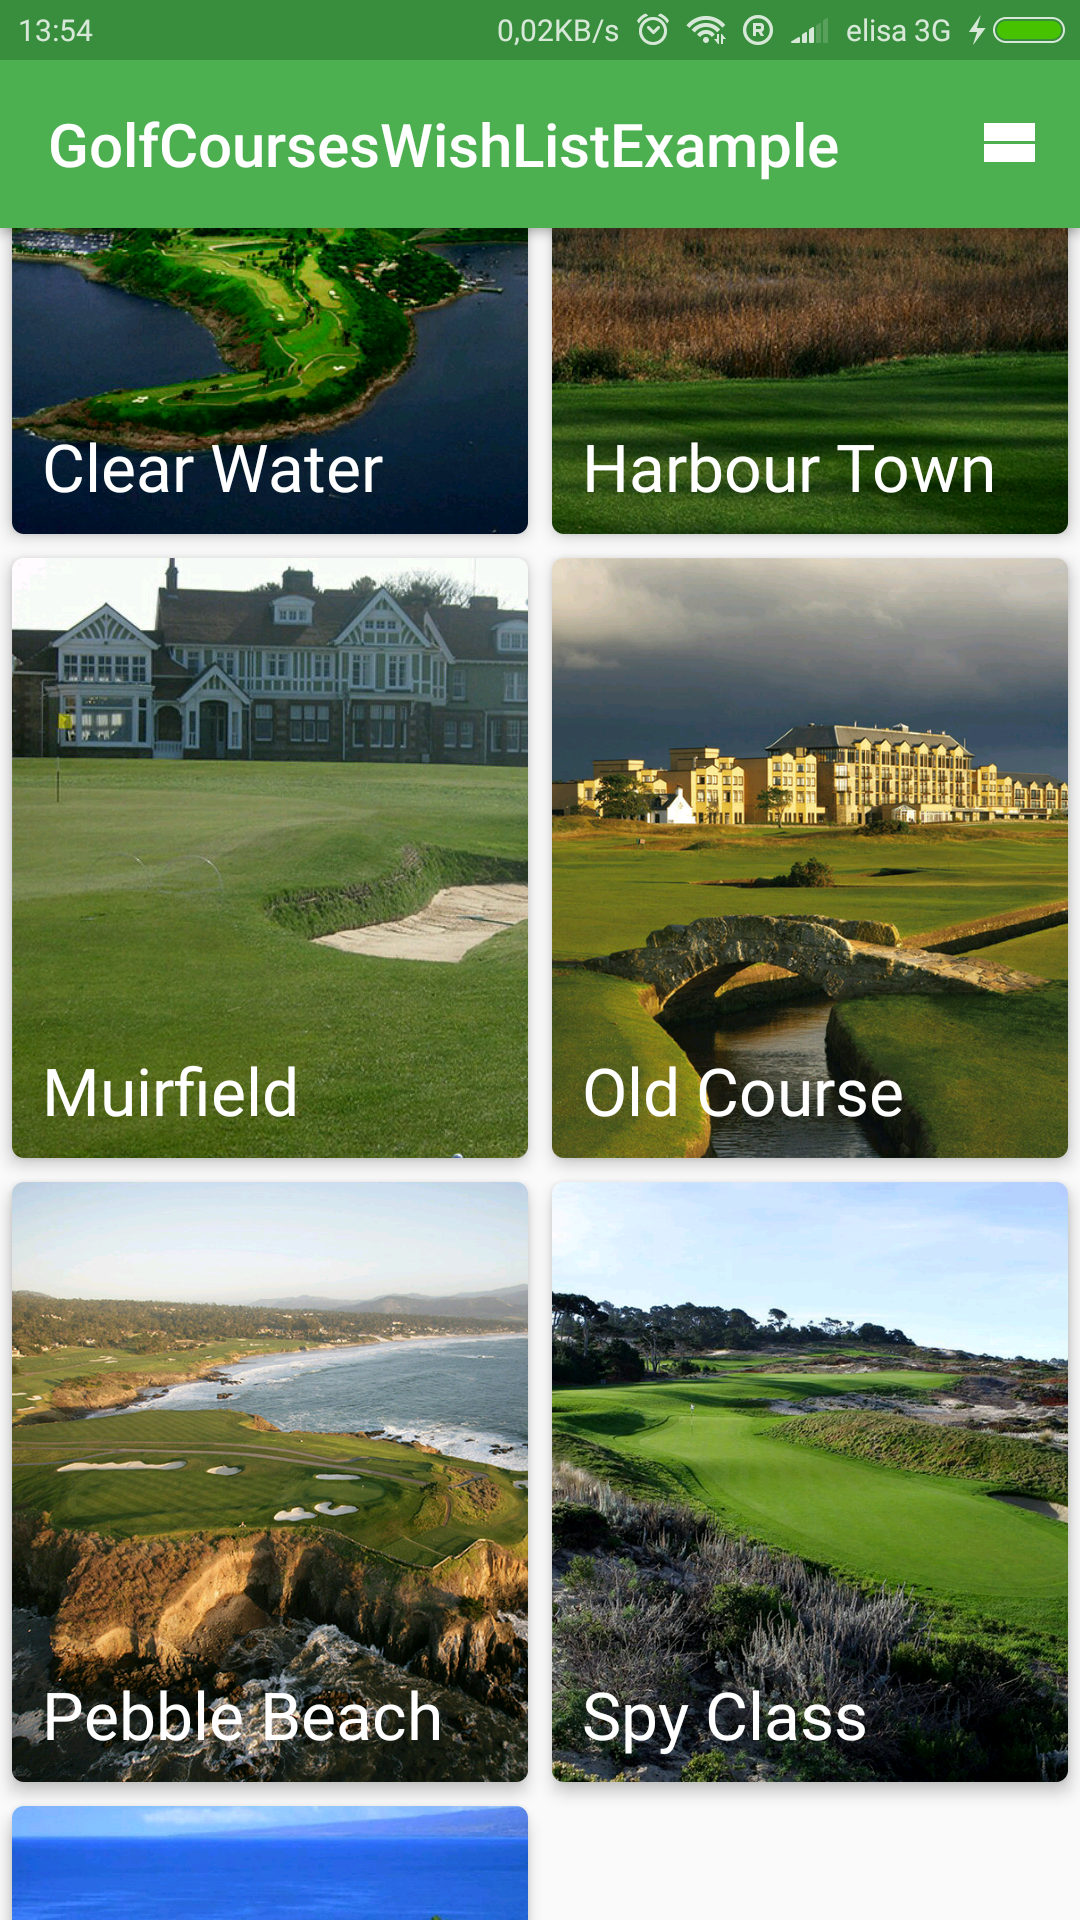 13:54 0,02KB/s R elisa 3G
GolfCoursesWishListExample
Clear Water
Harbour Town
Muirfield
Old Course
Pebble Beach
Spy Class